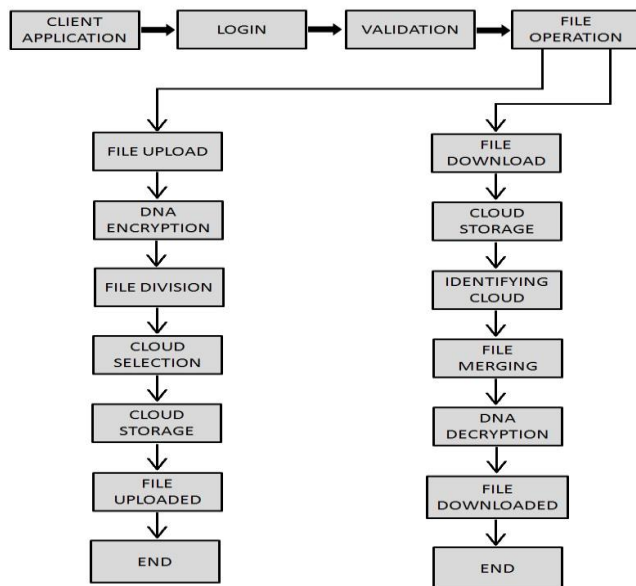 CLIENT
APPLICATION
LOGIN
VALIDATION
FILE
OPERATION
FILE UPLOAD
DNA
ENCRYPTION
FILE DIVISION
CLOUD
SELECTION
CLOUD
STORAGE
FILE
UPLOADED
END
FILE
DOWNLOAD
CLOUD
STORAGE
IDENTIFYING
CLOUD
FILE
MERGING
DNA
DECRYPTION
FILE
DOWNLOADED
END